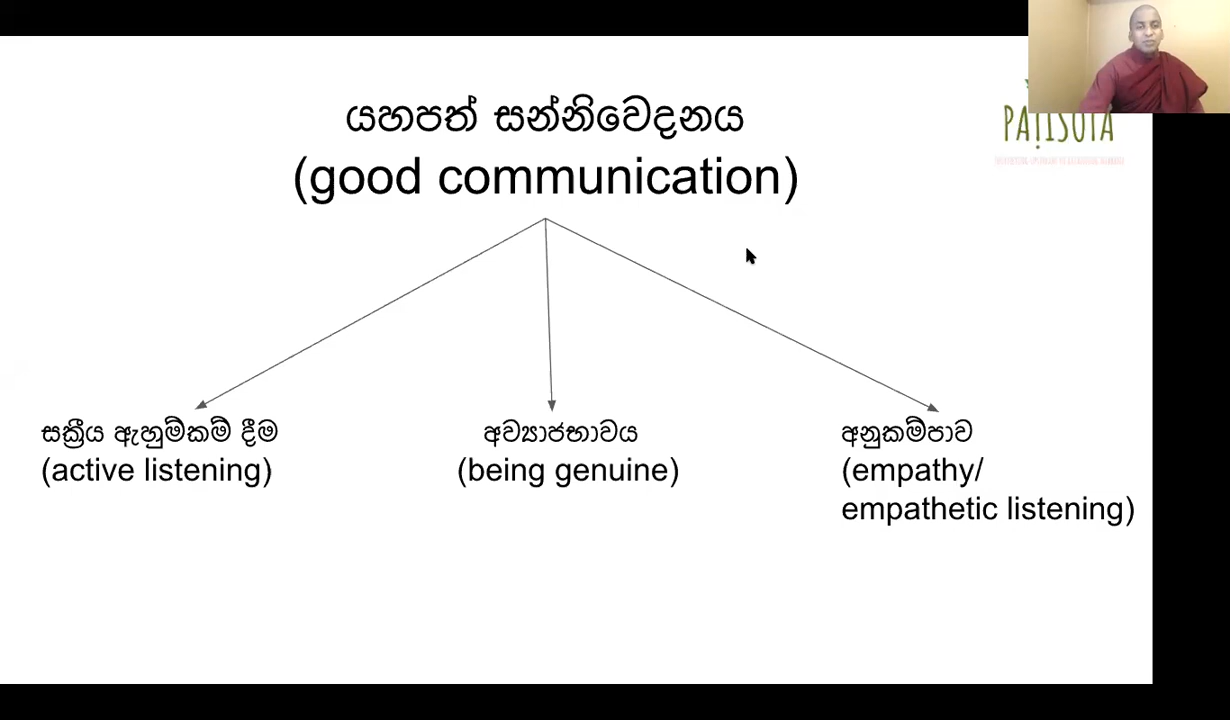 යහපත් සන්නිවේදනය
(good communication)
PAṬISOTA
සක්‍රීය ඇහුම්කම් දීම
(active listening)
අව්‍යාජභාවය
(being genuine)
අනුකම්පාව
(empathy/
empathetic listening)